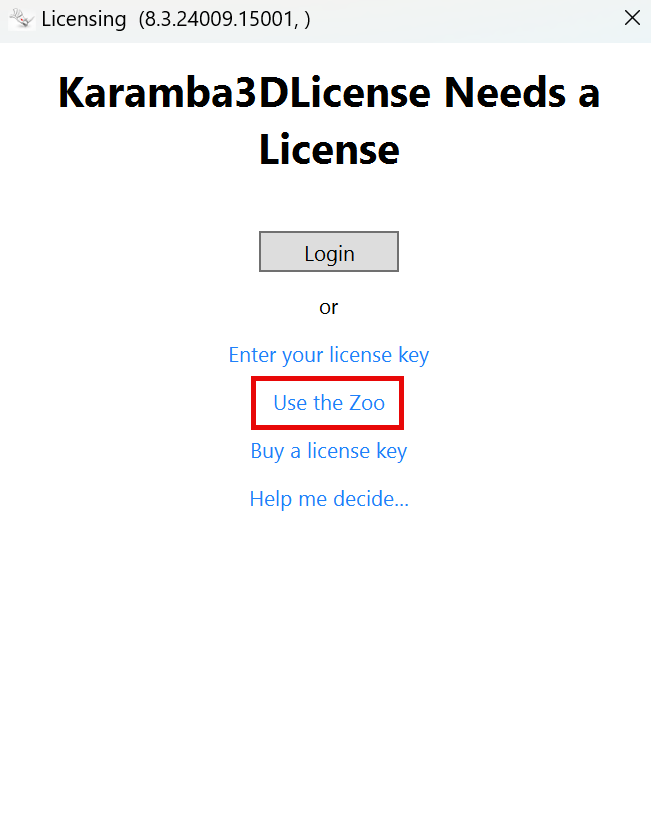 Licensing (8.3.24009.15001, )
Karamba3DLicense Needs a
License
Login
or
Enter your license key
Use the Zoo
Buy a license key
Help me decide...